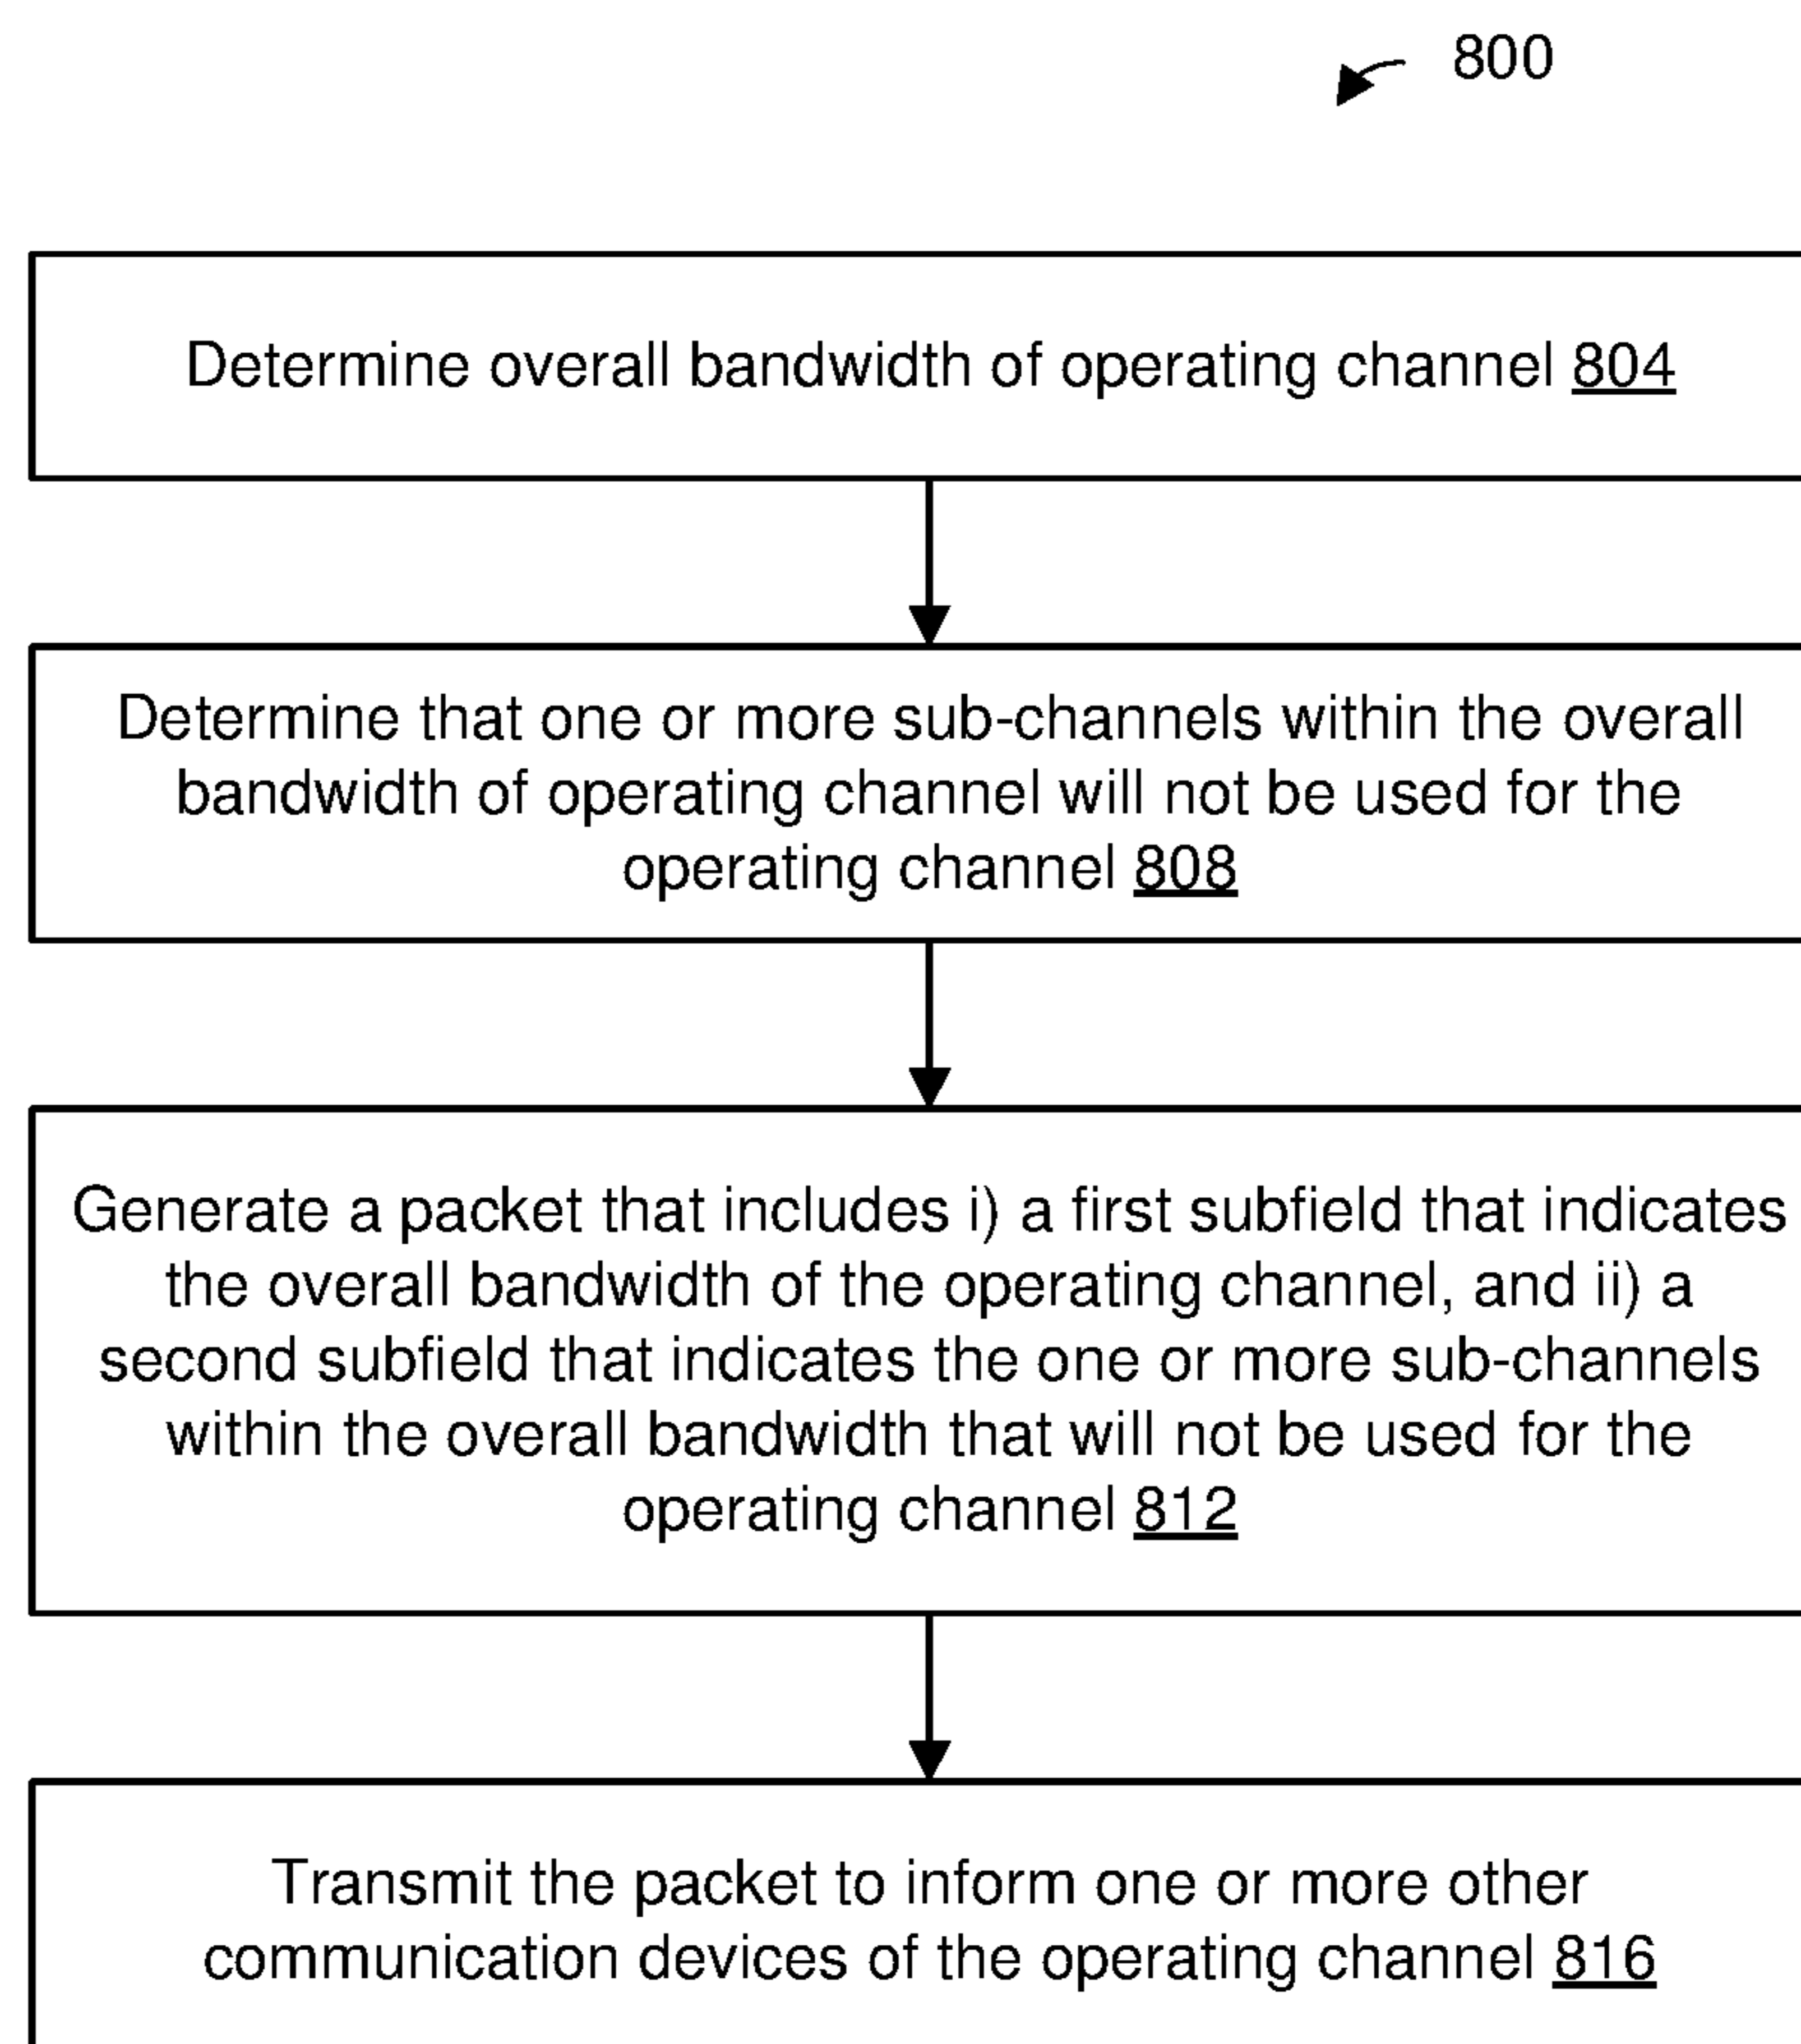 800
Determine overall bandwidth of operating channel 804
Determine that one or more sub-channels within the overall
bandwidth of operating channel will not be used for the
operating channel 808
Generate a packet that includes i) a first subfield that indicates
the overall bandwidth of the operating channel, and ii) a
second subfield that indicates the one or more sub-channels
within the overall bandwidth that will not be used for the
operating channel 812
Transmit the packet to inform one or more other
communication devices of the operating channel 816